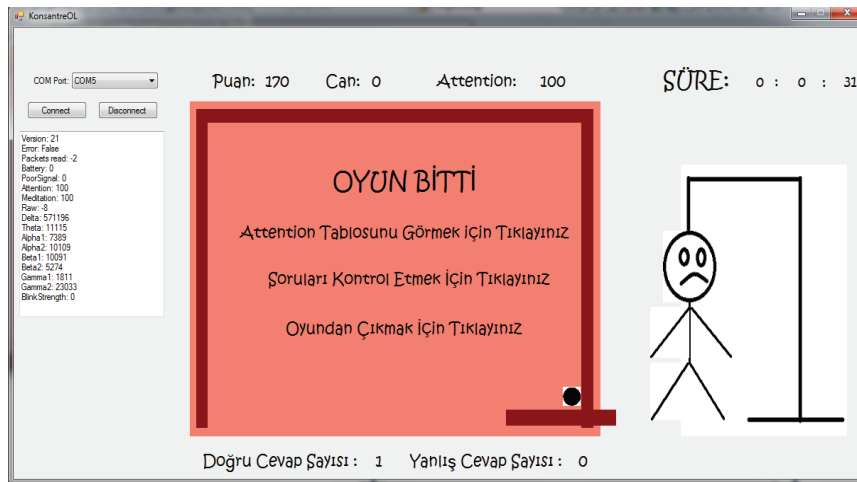 KonsantreOL
COM Port: COM5
Connect Disconnect
Version: 21
Error: False
Packets read: -2
Battery: 0
PoorSignal: 0
Attention: 100
Meditation: 100
Raw: -8
Delta: 571196
Theta: 11115
Alpha1: 7389
Alpha2: 10109
Beta1: 10091
Beta2: 5274
Gamma1: 1811
Gamma2: 23033
BlinkStrength: 0
Puan: 170 Can: 0 Attention: 100
SÜRE: 0 : 0 : 31
OYUN BİTTİ
Attention Tablosunu Görmek için Tıklayınız
Soruları Kontrol Etmek İçin Tıklayınız
Oyundan Çıkmak İçin Tıklayınız
Doğru Cevap Sayısı : 1 Yanlış Cevap Sayısı : 0